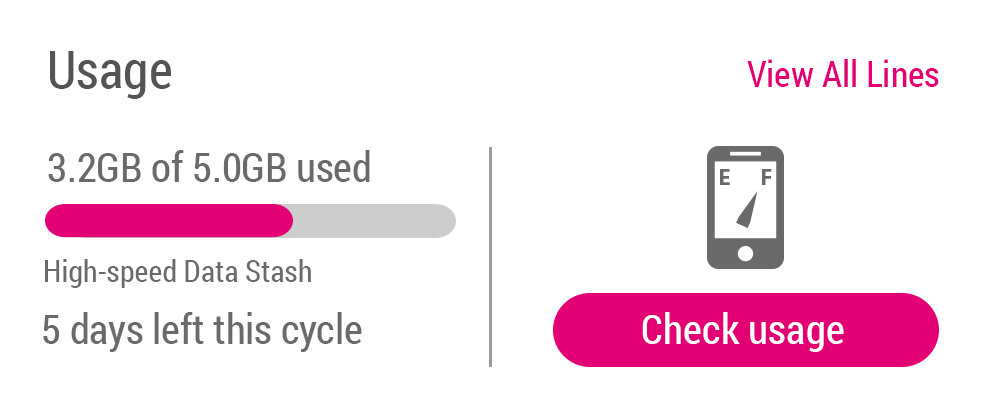 Usage
View All Lines
3.2GB of 5.0GB used
High-speed Data Stash
5 days left this cycle
E F
Check usage